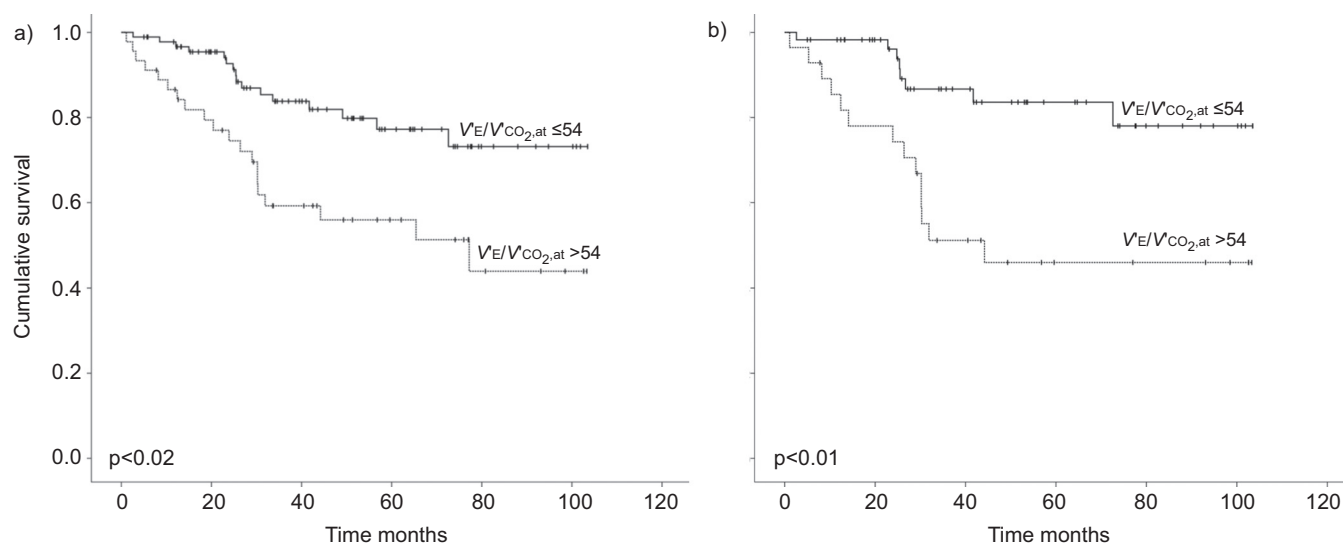 a)
1.0
0.8
0.6
0.4
0.2
0.0
Cumulative survival
V'E/V'CO2,at ≤54
V'E/V'CO2,at >54
p<0.02
0 20 40 60 80 100 120
Time months
b)
V'E/V'CO2,at ≤54
V'E/V'CO2,at >54
p<0.01
0 20 40 60 80 100 120
Time months